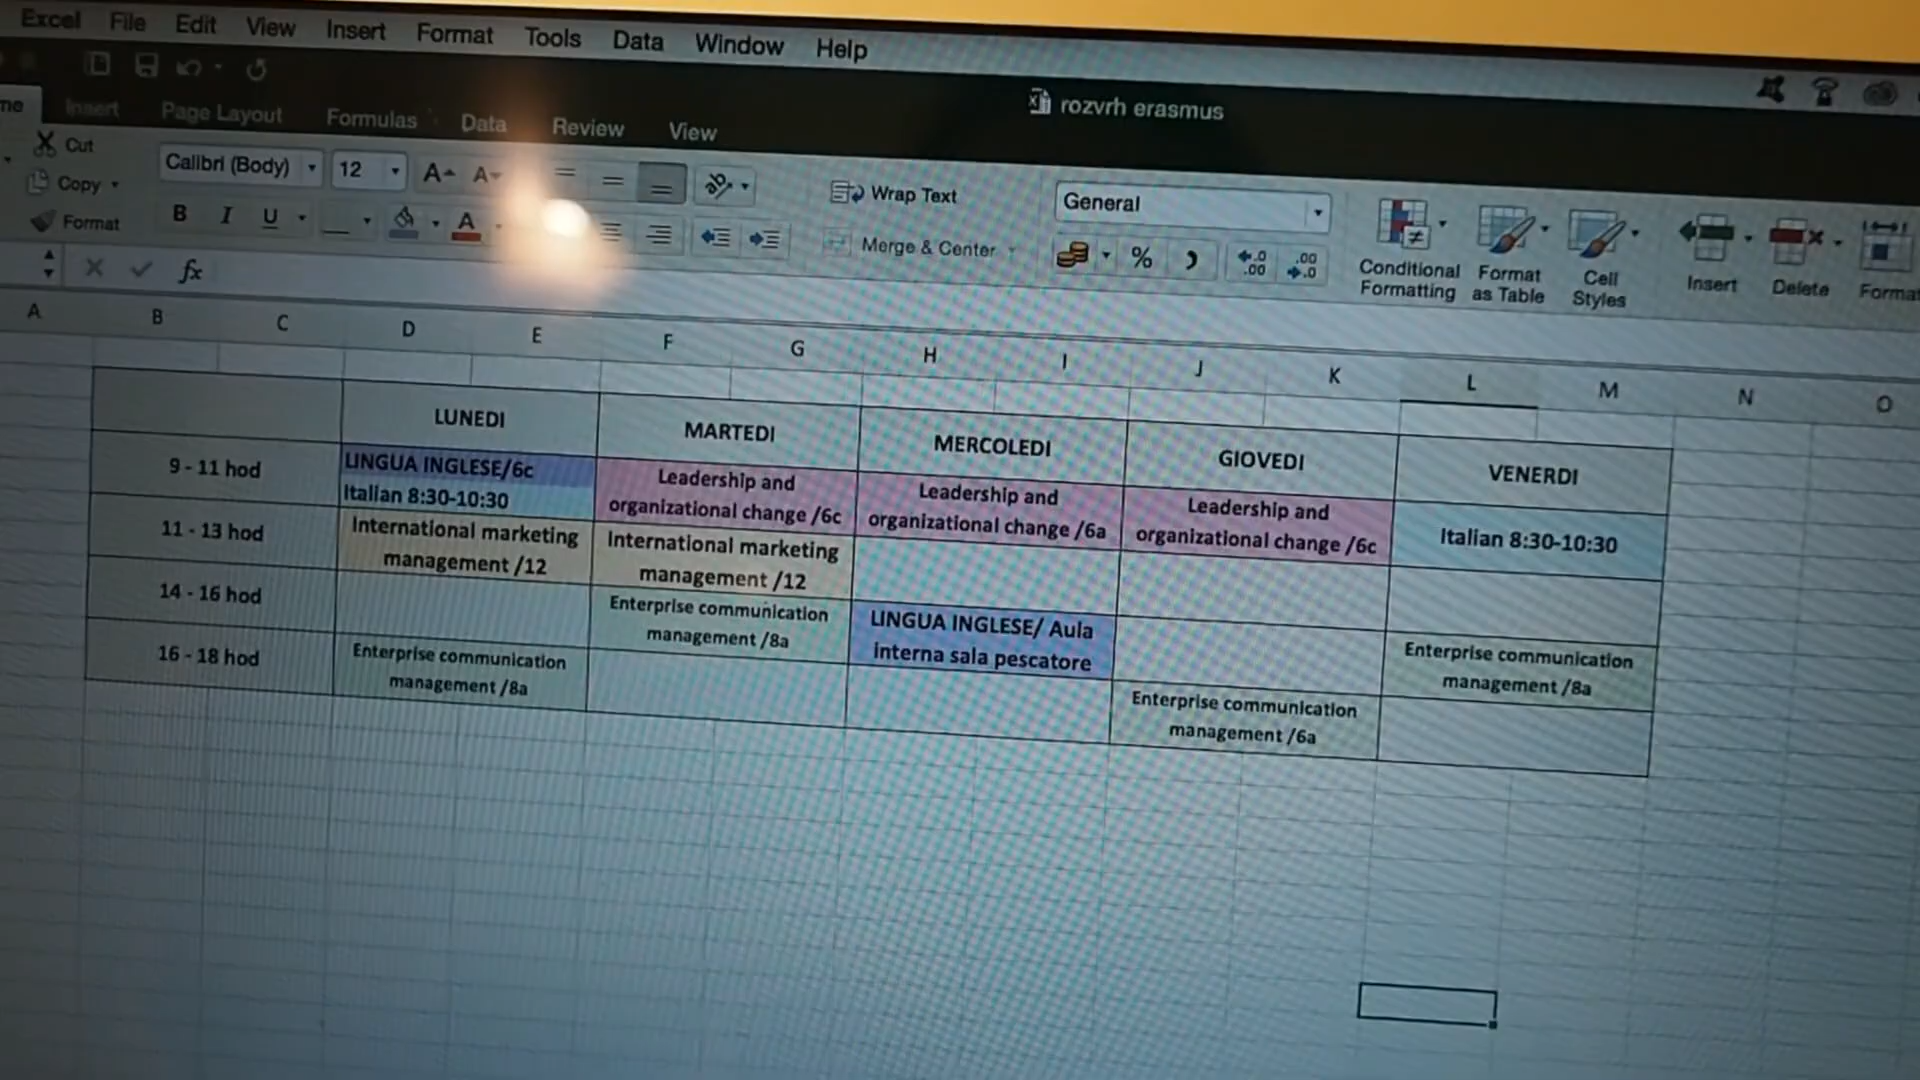 Excel File Edit View Insert Format Tools Data Window Help
rozvrh erasmus
Insert Page Layout Formulas Data Review View
Cut
Copy
Format
Calibri (Body) 12
B I U
Wrap Text
Merge & Center
General
%
Conditional Formatting
Format as Table
Cell Styles
Insert
Delete
fx
A B C D E F G H I J K L M N O
LUNEDI MARTEDI MERCOLEDI GIOVEDI VENERDI
9 - 11 hod
LINGUA INGLESE/6c
Italian 8:30-10:30
Leadership and
organizational change /6c
Leadership and
organizational change /6a
Leadership and
organizational change /6c
Italian 8:30-10:30
11 - 13 hod
International marketing
management /12
International marketing
management /12
14 - 16 hod
Enterprise communication
management /8a
LINGUA INGLESE/ Aula
interna sala pescatore
Enterprise communication
management /8a
16 - 18 hod
Enterprise communication
management /8a
Enterprise communication
management /6a